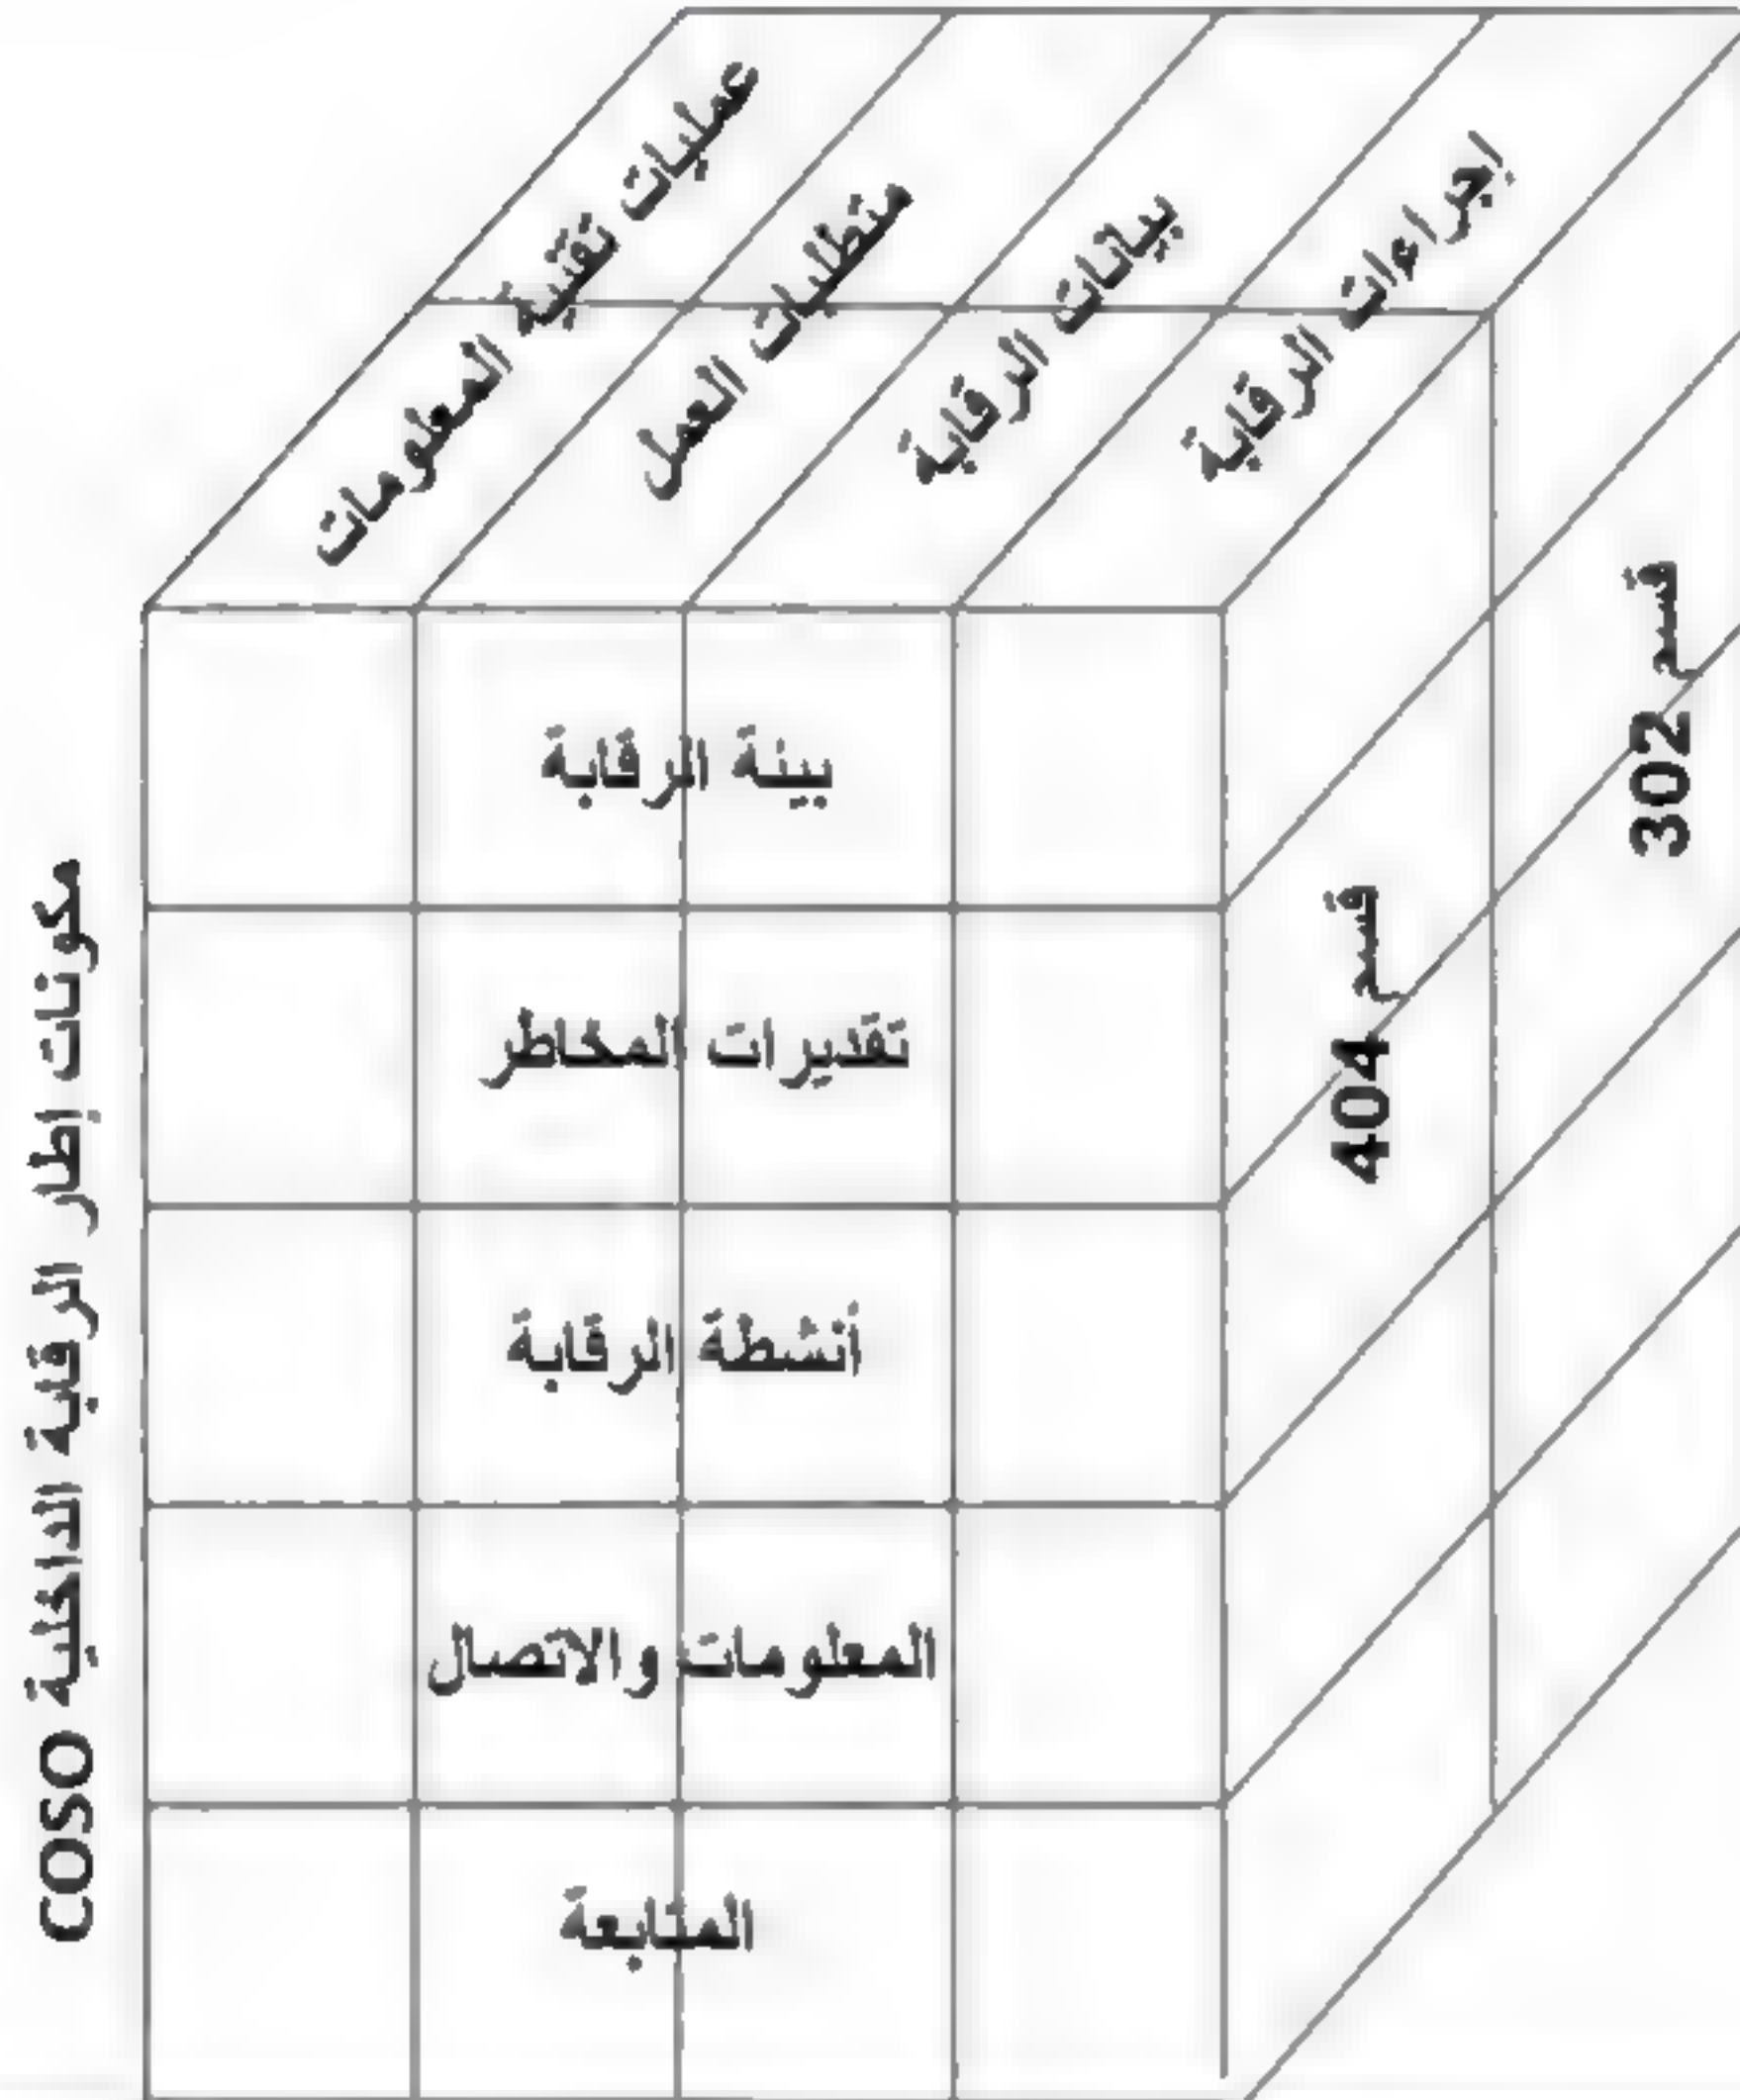 عمليات تقنية المعلومات
متطلبات العمل
بيانات الرقابة
إجراءات الرقابة
قسم 302
قسم 404
مكونات إطار الرقابة الداخلية COSO
بيئة الرقابة
تقديرات المخاطر
أنشطة الرقابة
المعلومات والاتصال
المتابعة